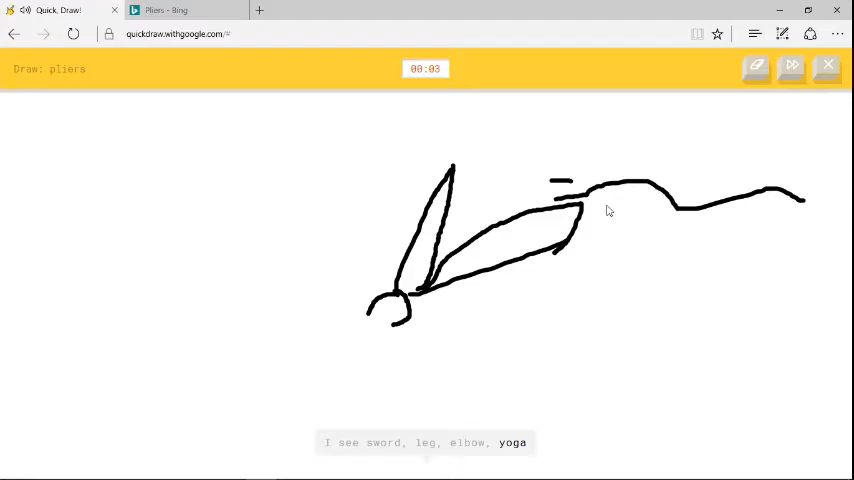 Quick, Draw!
Pliers - Bing
quickdraw.withgoogle.com/#
Draw: pliers
00:03
I see sword, leg, elbow, yoga